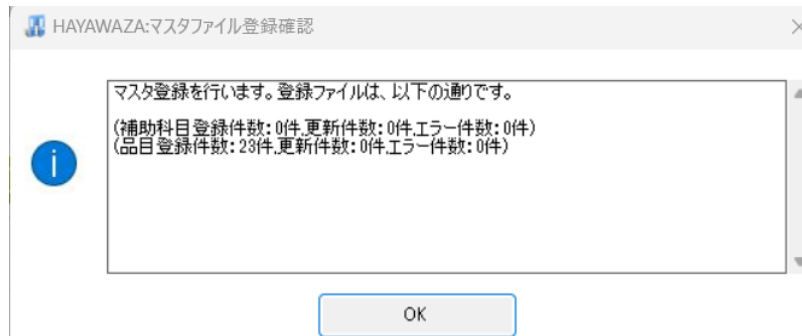 HAYAWAZA:マスタファイル登録確認
マスタ登録を行います。登録ファイルは、以下の通りです。
(補助科目登録件数:0件,更新件数:0件,エラー件数:0件)
(品目登録件数:23件,更新件数:0件,エラー件数:0件)
OK